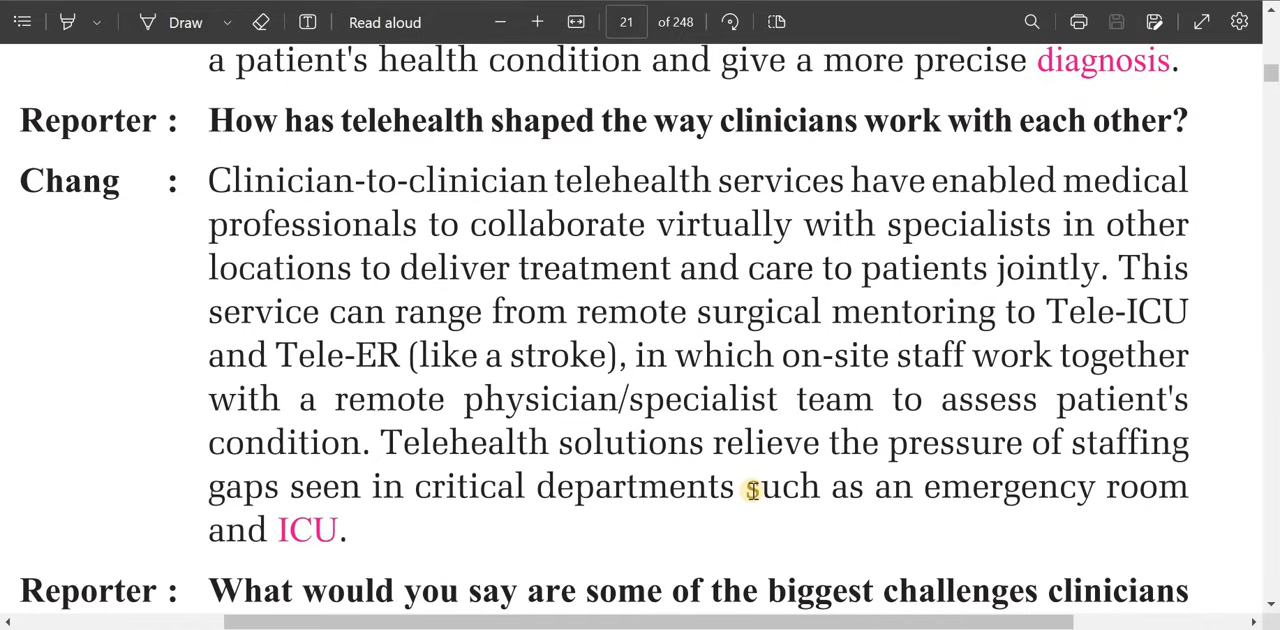 Draw
Read aloud
21
of 248
a patient's health condition and give a more precise diagnosis.
Reporter : How has telehealth shaped the way clinicians work with each other?
Chang : Clinician-to-clinician telehealth services have enabled medical
professionals to collaborate virtually with specialists in other
locations to deliver treatment and care to patients jointly. This
service can range from remote surgical mentoring to Tele-ICU
and Tele-ER (like a stroke), in which on-site staff work together
with a remote physician/specialist team to assess patient's
condition. Telehealth solutions relieve the pressure of staffing
gaps seen in critical departments such as an emergency room
and ICU.
Reporter : What would you say are some of the biggest challenges clinicians